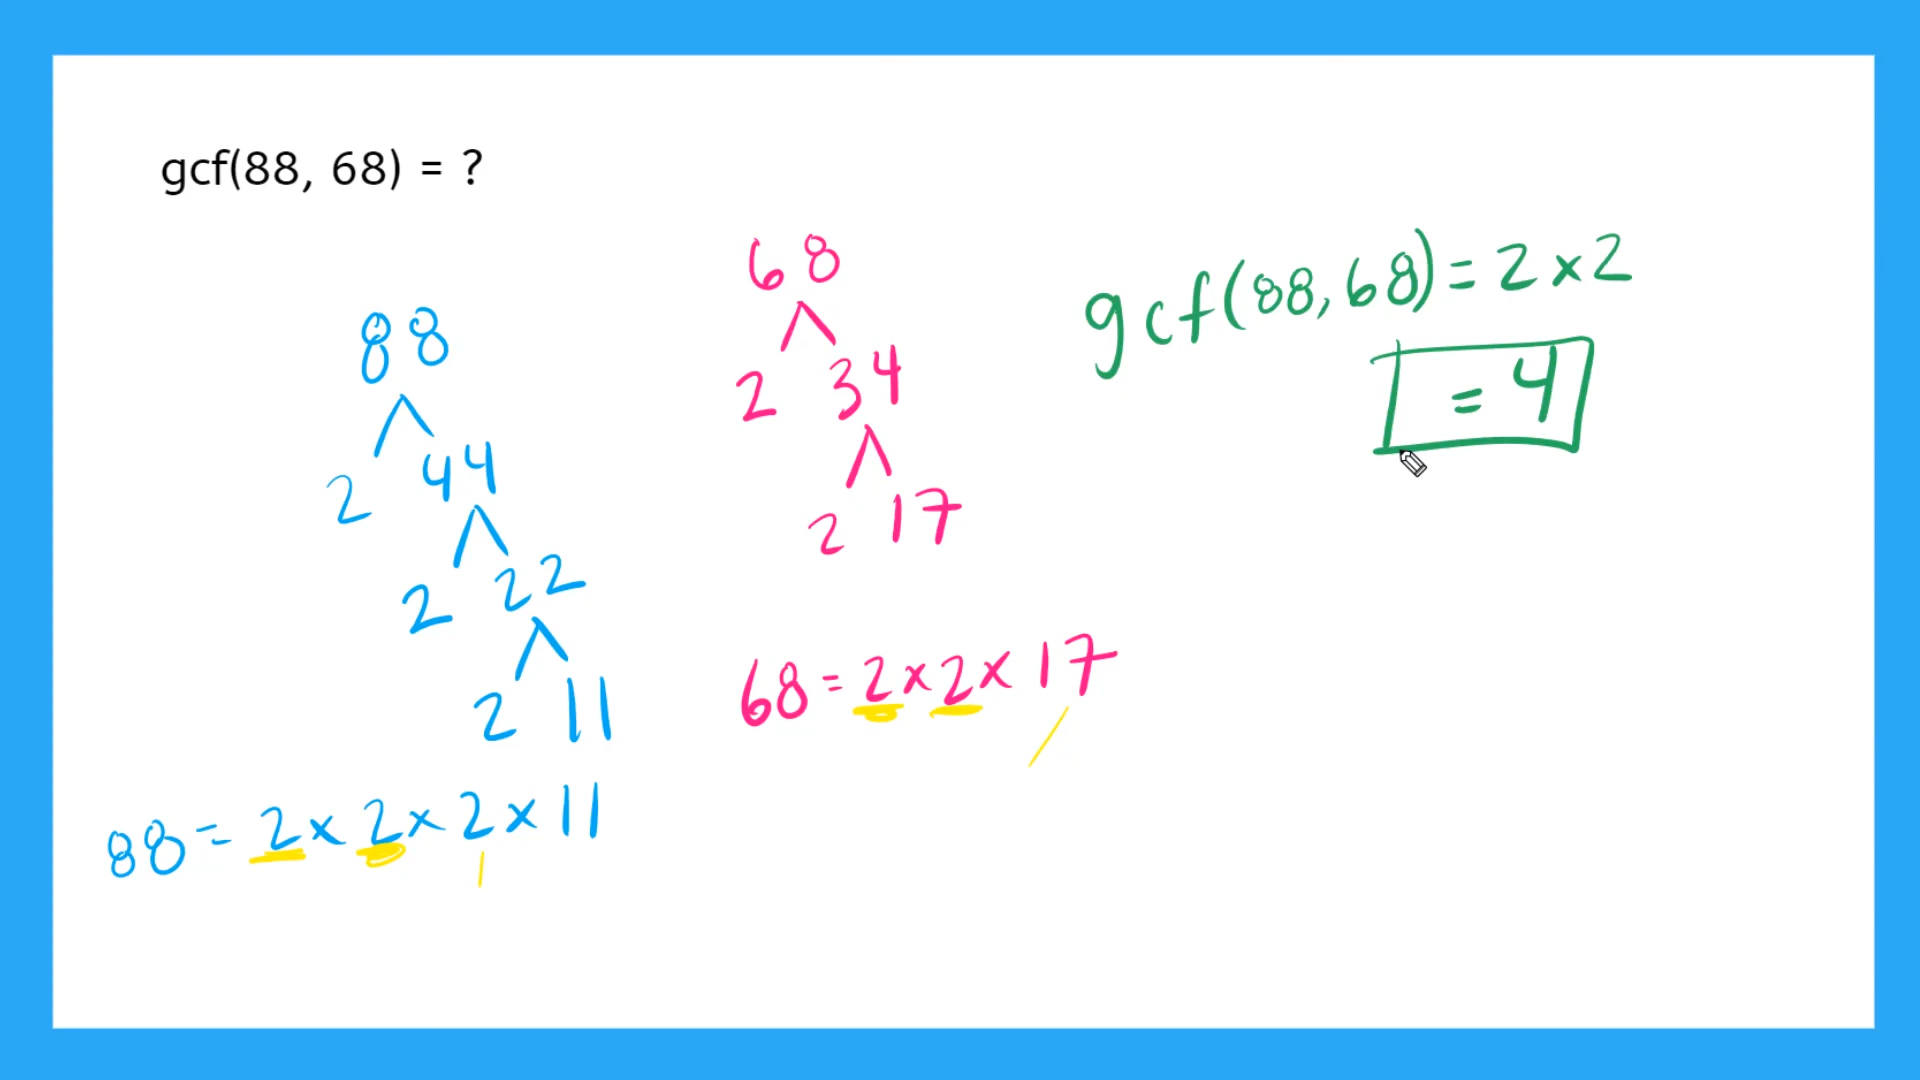 gcf(88, 68) = ?
88
2 44
2 22
2 11
88 = 2 x 2 x 2 x 11
68
2 34
2 17
68 = 2 x 2 x 17
gcf(88, 68) = 2 x 2
= 4